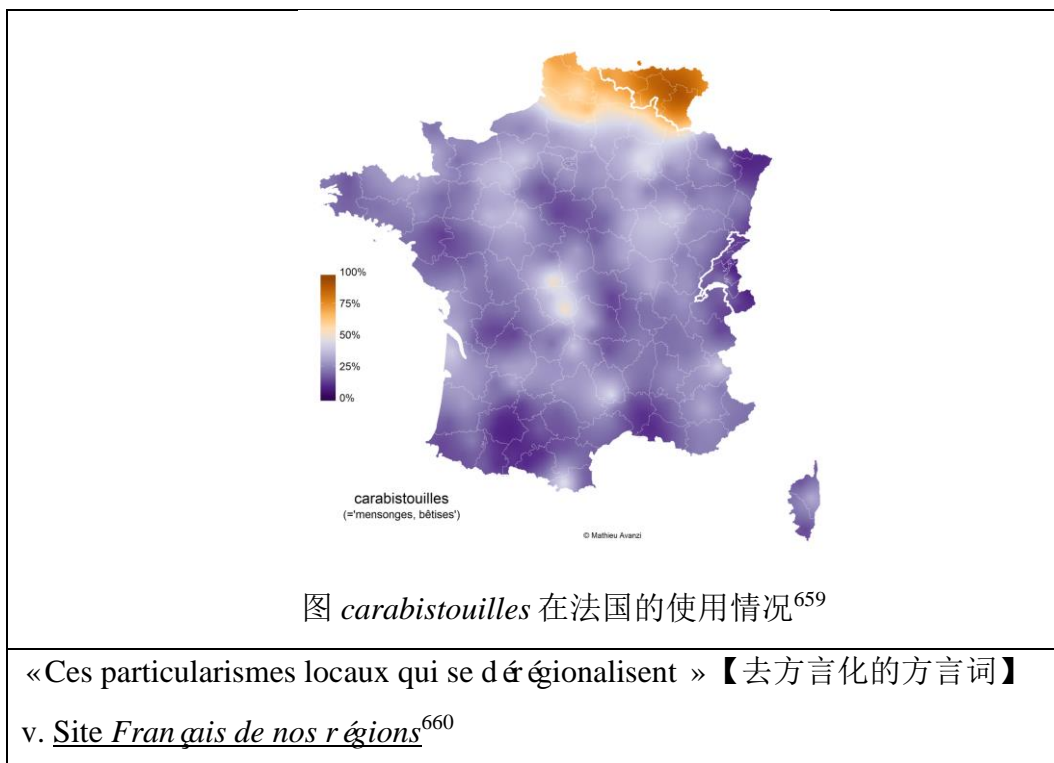 100%
75%
50%
25%
0%
carabistouilles
(='mensonges, bêtises')
© Mathieu Avanzi
图 carabistouilles 在法国的使用情况659
«Ces particularismes locaux qui se dérégionalisent » 【去方言化的方言词】
v. Site Français de nos régions660